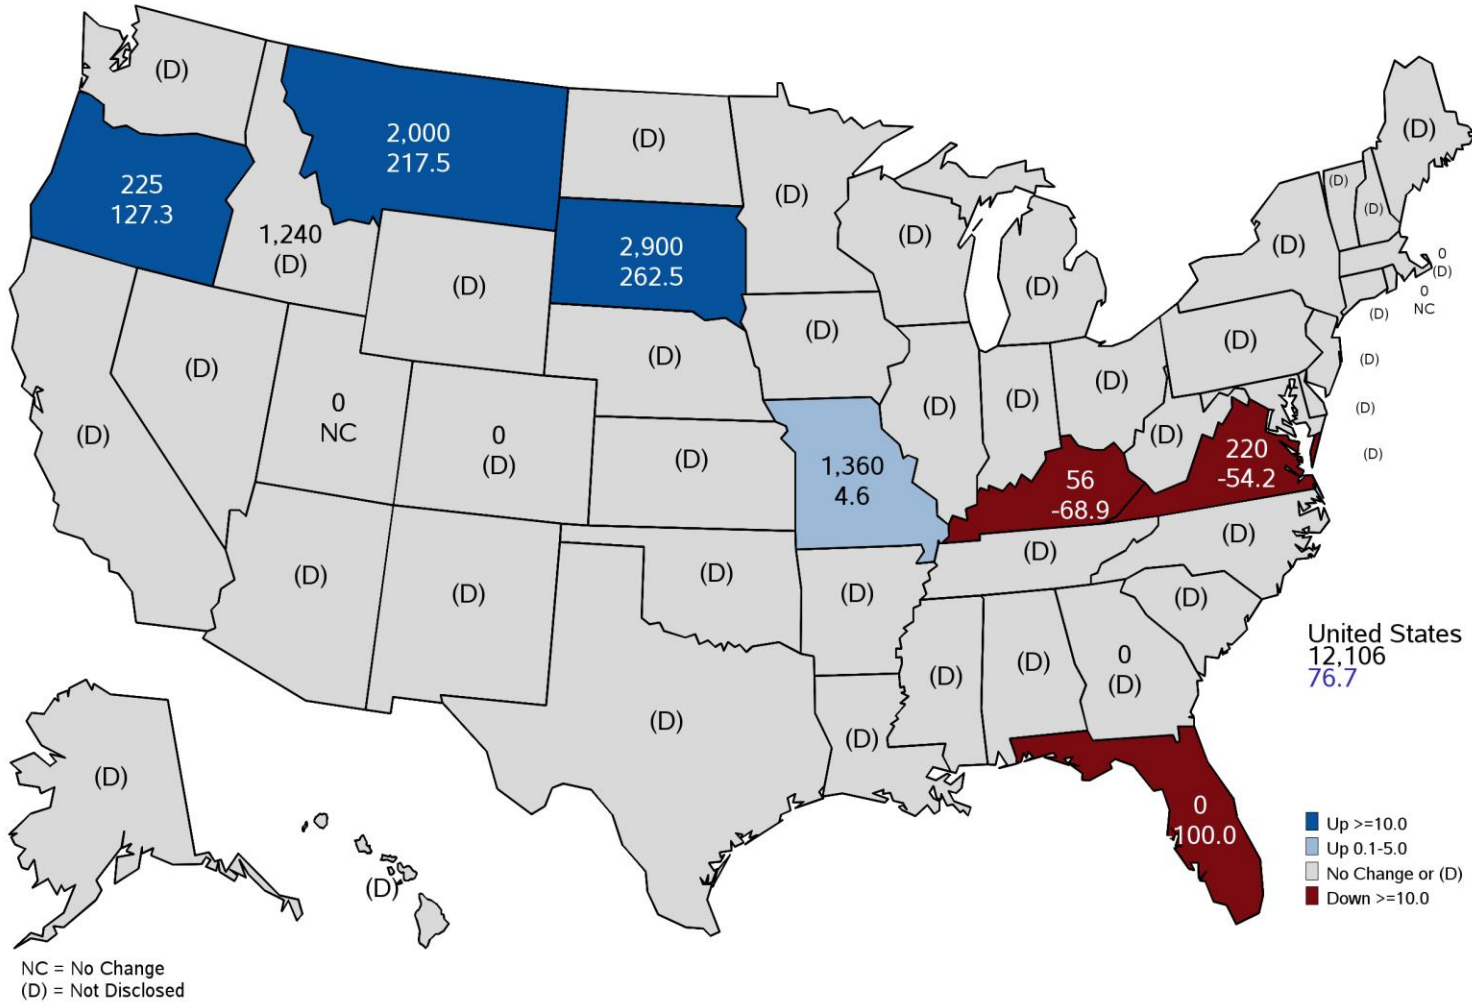 (D)
2,000
217.5
(D)
(D)
(D)
225
127.3
1,240
(D)
(D)
2,900
262.5
(D)
(D)
(D)
(D)
(D)
(D)
0
(D)
0
NC
(D)
(D)
(D)
(D)
(D)
(D)
(D)
(D)
(D)
(D)
0
NC
0
(D)
(D)
(D)
1,360
4.6
(D)
(D)
(D)
(D)
56
-68.9
(D)
220
-54.2
(D)
(D)
(D)
(D)
(D)
(D)
(D)
(D)
(D)
(D)
(D)
(D)
(D)
0
(D)
(D)
0
-100.0
(D)
(D)
United States
12,106
76.7
Up >=10.0
Up 0.1-5.0
No Change or (D)
Down >=10.0
NC = No Change
(D) = Not Disclosed